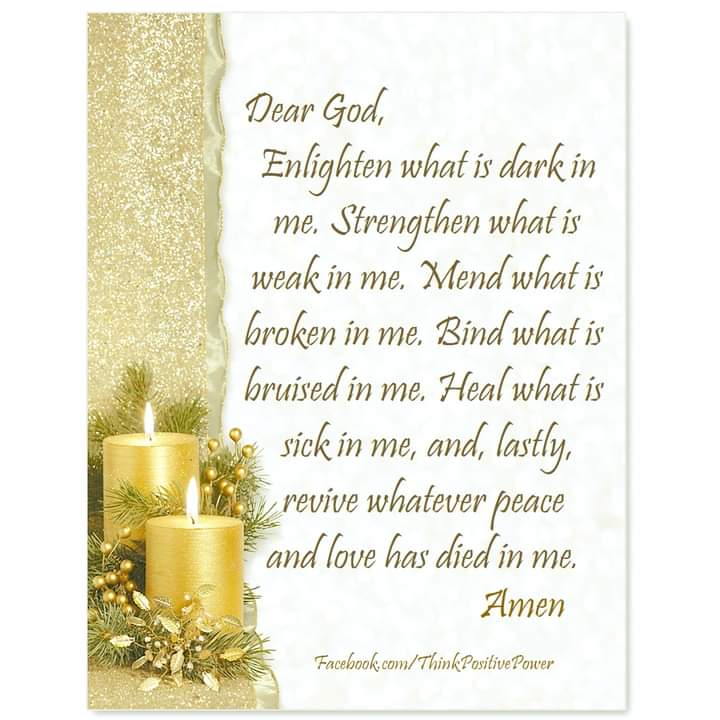 Dear God,
Enlighten what is dark in
me. Strengthen what is
weak in me. Mend what is
broken in me. Bind what is
bruised in me. Heal what is
sick in me, and, lastly,
revive whatever peace
and love has died in me.
Amen
Facebook.com/ThinkPositivePower